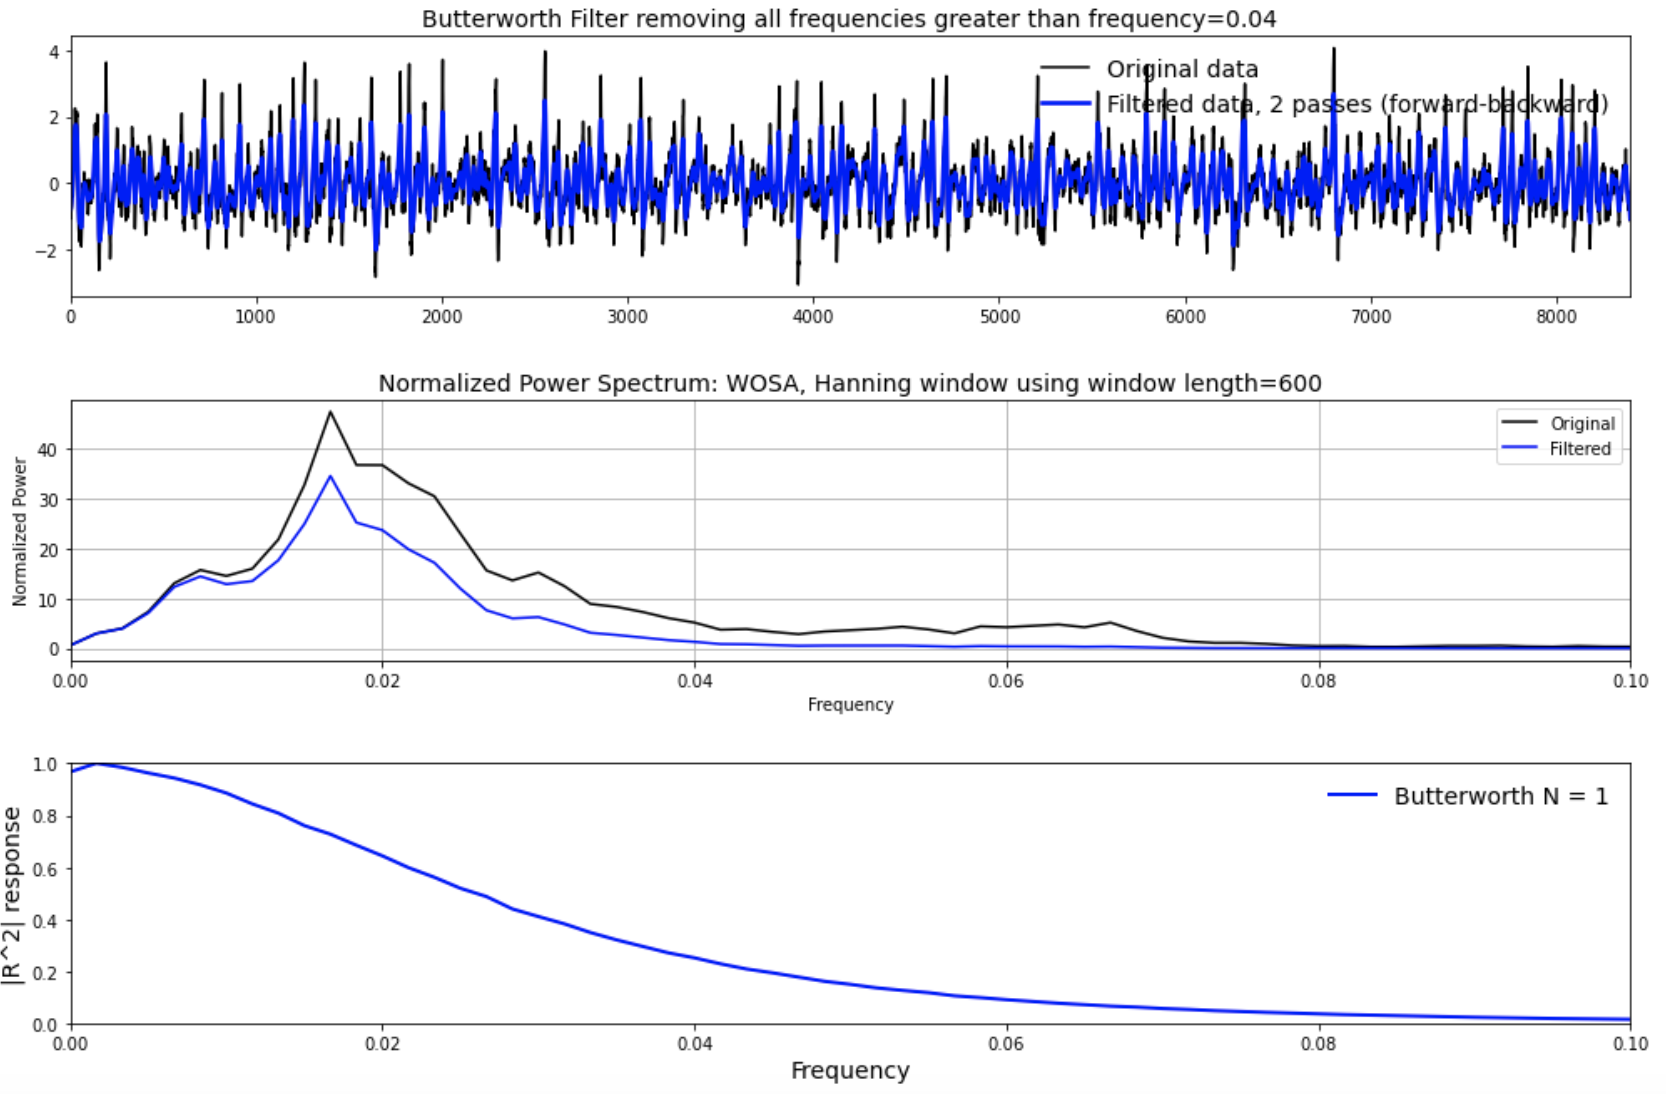 Butterworth Filter removing all frequencies greater than frequency=0.04
4
2
0
−2
Original data
Filtered data, 2 passes (forward-backward)
0 1000 2000 3000 4000 5000 6000 7000 8000
Normalized Power Spectrum: WOSA, Hanning window using window length=600
Normalized Power
40
30
20
10
0
Original
Filtered
0.00 0.02 0.04 0.06 0.08 0.10
Frequency
|R^2| response
1.0
0.8
0.6
0.4
0.2
0.0
Butterworth N = 1
0.00 0.02 0.04 0.06 0.08 0.10
Frequency